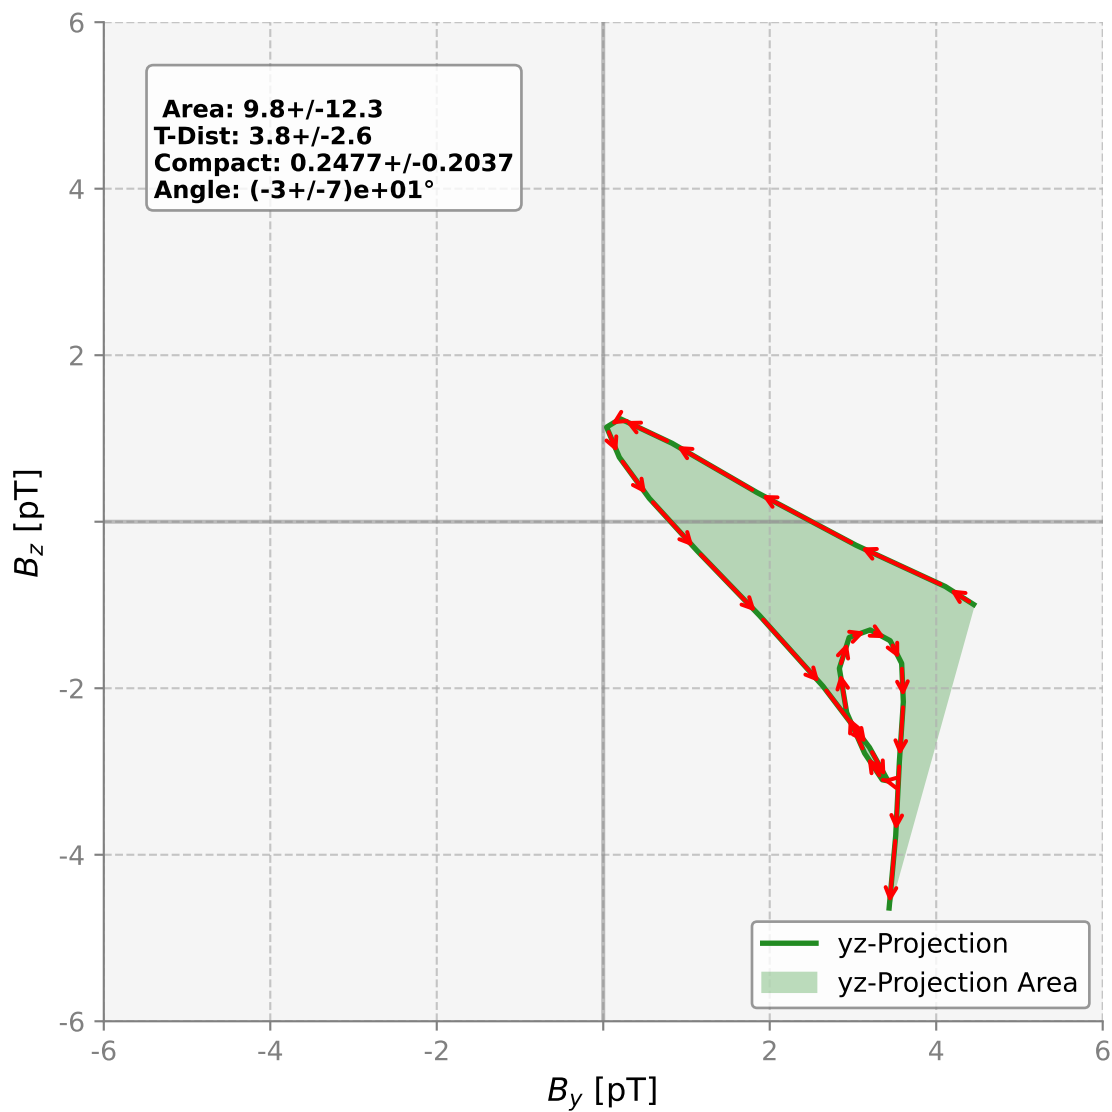 6
Area: 9.8+/-12.3
T-Dist: 3.8+/-2.6
Compact: 0.2477+/-0.2037
Angle: (-3+/-7)e+01°
4
2
B_z [pT]
-2
-4
yz-Projection
yz-Projection Area
-6
-6 -4 -2 2 4 6
B_y [pT]